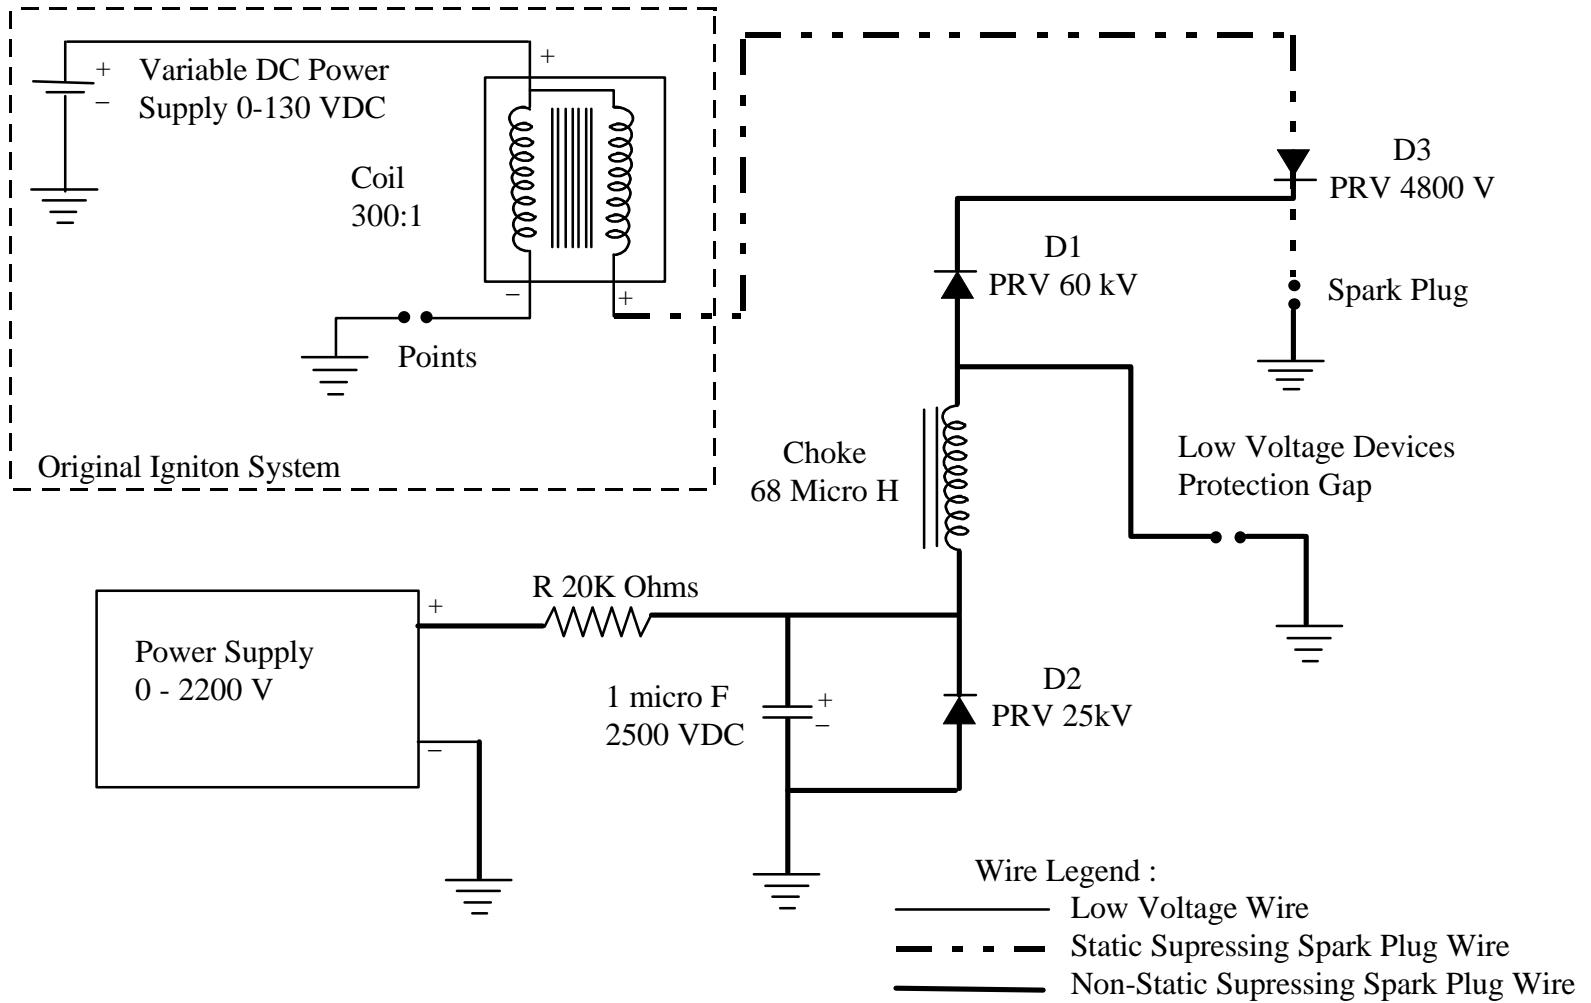 +
Variable DC Power
Supply 0-130 VDC
+
−
Coil
300:1
−
+
Points
Original Igniton System
D3
PRV 4800 V
D1
PRV 60 kV
Spark Plug
Choke
68 Micro H
Low Voltage Devices
Protection Gap
R 20K Ohms
+
Power Supply
0 - 2200 V
−
1 micro F
2500 VDC
+
−
D2
PRV 25kV
Wire Legend :
Low Voltage Wire
Static Supressing Spark Plug Wire
Non-Static Supressing Spark Plug Wire